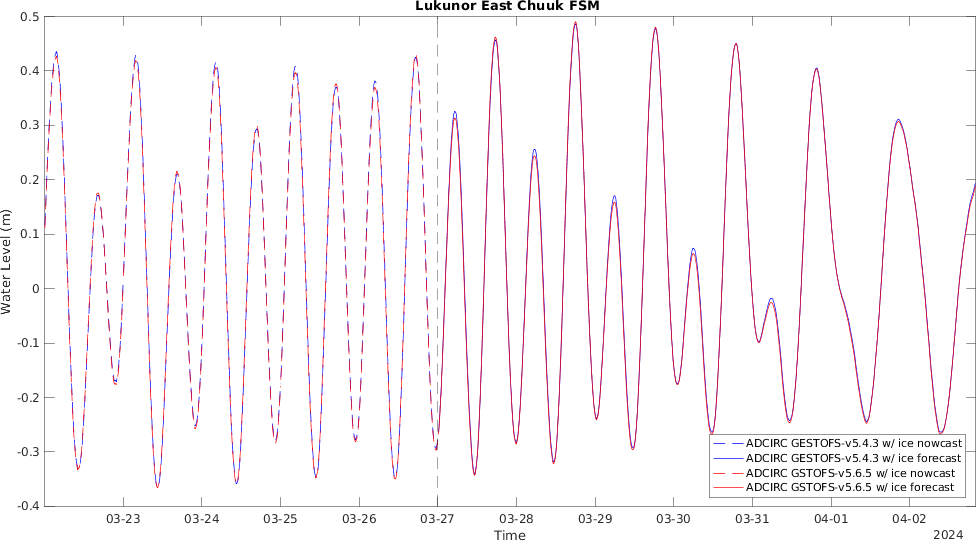 Lukunor East Chuuk FSM
0.5
0.4
0.3
0.2
0.1
0
-0.1
-0.2
-0.3
-0.4
Water Level (m)
ADCIRC GESTOFS-v5.4.3 w/ ice nowcast
ADCIRC GESTOFS-v5.4.3 w/ ice forecast
ADCIRC GSTOFS-v5.6.5 w/ ice nowcast
ADCIRC GSTOFS-v5.6.5 w/ ice forecast
03-23 03-24 03-25 03-26 03-27 03-28 03-29 03-30 03-31 04-01 04-02
Time
2024